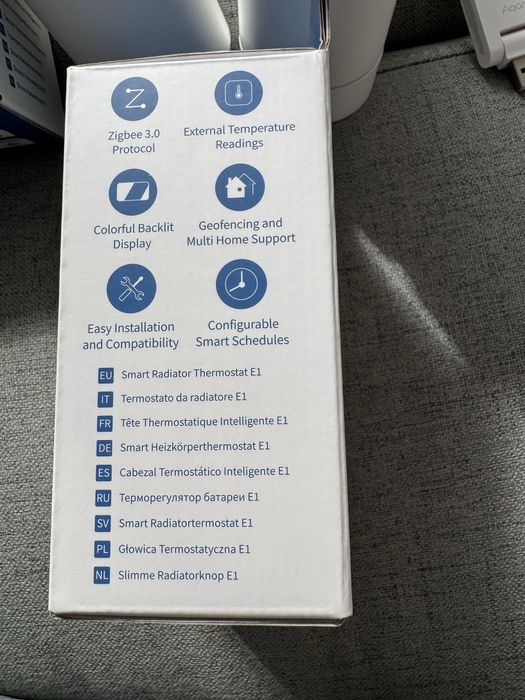 Zigbee 3.0
Protocol
External Temperature
Readings
Colorful Backlit
Display
Geofencing and
Multi Home Support
Easy Installation
and Compatibility
Configurable
Smart Schedules
EU Smart Radiator Thermostat E1
IT Termostato da radiatore E1
FR Tête Thermostatique Intelligente E1
DE Smart Heizkörperthermostat E1
ES Cabezal Termostático Inteligente E1
RU Терморегулятор батареи E1
SV Smart Radiatortermostat E1
PL Głowica Termostatyczna E1
NL Slimme Radiatorknop E1
Aqara